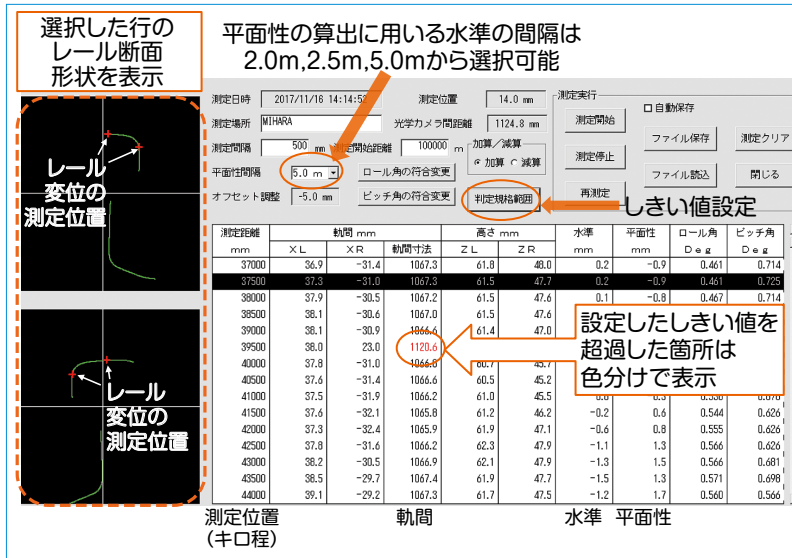 選択した行の
レール断面
形状を表示
平面性の算出に用いる水準の間隔は
2.0m,2.5m,5.0mから選択可能
レール
変位の
測定位置
レール
変位の
測定位置
測定日時 2017/11/16 14:14:52 測定位置 14.0 mm
測定場所 MIHARA 光学カメラ間距離 1124.8 mm
測定間隔 500 mm 測定開始距離 100000 m
加算/減算
加算 減算
平面性間隔 5.0 m ロール角の符合変更
オフセット調整 -5.0 mm ピッチ角の符合変更 判定規格範囲
測定実行
測定開始 自動保存
ファイル保存 測定クリア
測定停止
ファイル読込 閉じる
再測定
しきい値設定
測定距離 軌間 mm 高さ mm 水準 平面性 ロール角 ピッチ角
mm XL XR 軌間寸法 ZL ZR mm mm Deg Deg
37000 36.9 -31.4 1067.3 61.8 48.0 0.2 -0.9 0.461 0.714
37500 37.3 -31.0 1067.3 61.5 47.7 0.2 -0.9 0.461 0.725
38000 37.9 -30.5 1067.2 61.5 47.6 0.1 -0.8 0.467 0.714
38500 38.1 -30.6 1067.0 61.5 47.6
39000 38.1 -30.9 1066.6 61.4 47.0
39500 38.0 23.0 1120.6
40000 37.8 -31.0 1066.8 60.7 45.7
40500 37.6 -31.4 1066.6 60.5 45.2
41000 37.5 -31.9 1066.2 61.0 45.5
41500 37.6 -32.1 1065.8 61.2 46.2 -0.2 0.6 0.544 0.626
42000 37.3 -32.4 1065.9 61.9 47.1 -0.6 0.8 0.555 0.626
42500 37.8 -31.6 1066.2 62.3 47.9 -1.1 1.3 0.566 0.626
43000 38.2 -30.5 1066.9 62.1 47.9 -1.3 1.5 0.566 0.681
43500 38.5 -29.7 1067.4 61.9 47.7 -1.5 1.3 0.571 0.698
44000 39.1 -29.2 1067.3 61.7 47.5 -1.2 1.7 0.560 0.566
設定したしきい値を
超過した箇所は
色分けで表示
測定位置 軌間 水準 平面性
(キロ程)